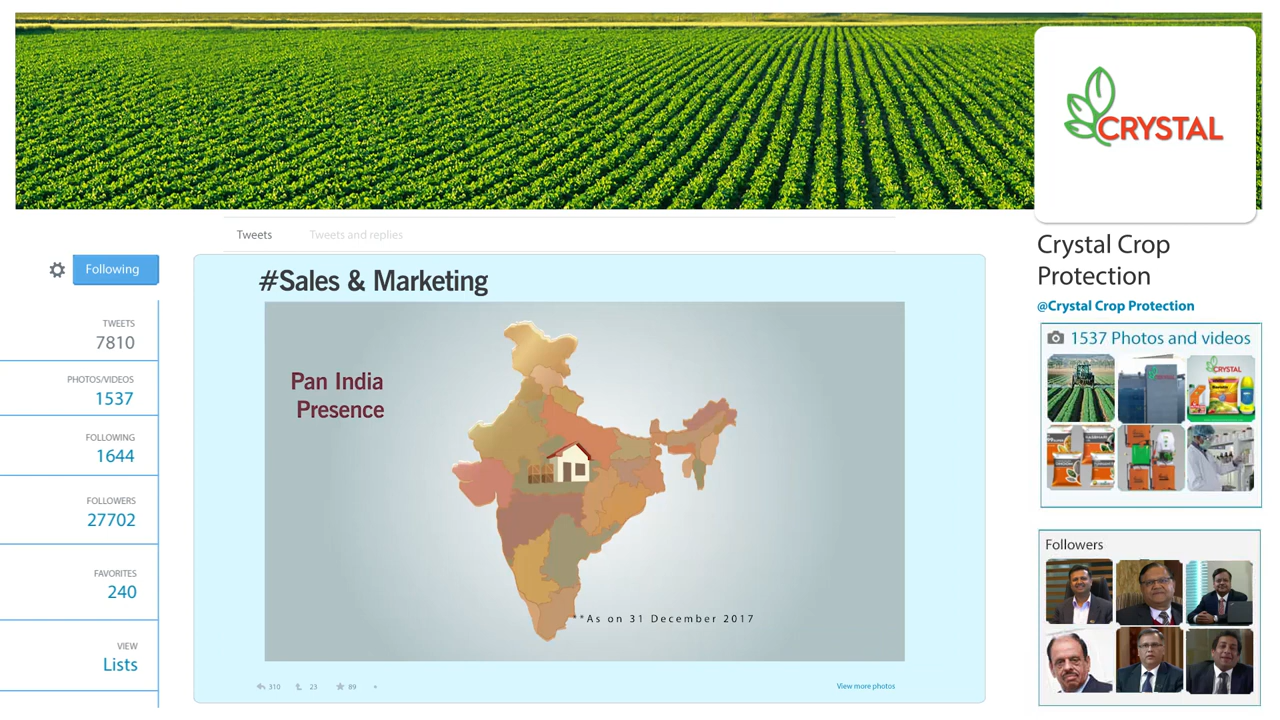 CRYSTAL
Tweets
Tweets and replies
Crystal Crop
Protection
@Crystal Crop Protection
Following
#Sales & Marketing
Pan India
Presence
**As on 31 December 2017
TWEETS
7810
PHOTOS/VIDEOS
1537
FOLLOWING
1644
FOLLOWERS
27702
FAVORITES
240
VIEW
Lists
310
23
89
View more photos
1537 Photos and videos
CRYSTAL
CRYSTAL
Followers